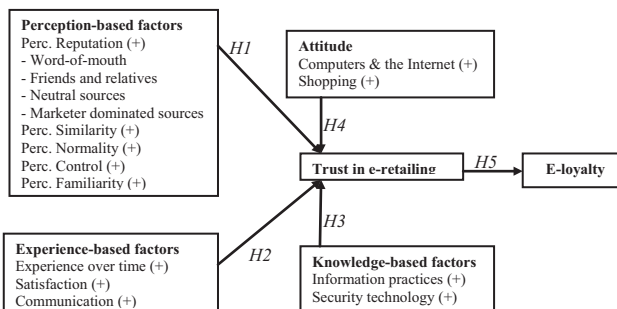 Perception-based factors
Perc. Reputation (+)
- Word-of-mouth
- Friends and relatives
- Neutral sources
- Marketer dominated sources
Perc. Similarity (+)
Perc. Normality (+)
Perc. Control (+)
Perc. Familiarity (+)
H1
Attitude
Computers & the Internet (+)
Shopping (+)
H4
Trust in e-retailing
H5
E-loyalty
Experience-based factors
Experience over time (+)
Satisfaction (+)
Communication (+)
H2
H3
Knowledge-based factors
Information practices (+)
Security technology (+)